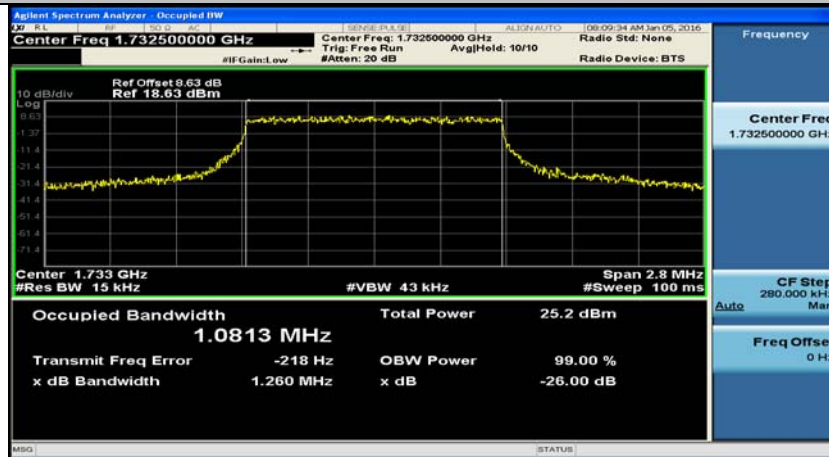 Agilent Spectrum Analyzer - Occupied BW
LXI RL RF 50 Ω AC SENSE:PULSE ALIGN AUTO 08:09:34 AM Jan 05, 2016
Center Freq 1.732500000 GHz Center Freq: 1.732500000 GHz Radio Std: None Frequency
Trig: Free Run Avg|Hold: 10/10
#IFGain:Low #Atten: 20 dB Radio Device: BTS
Ref Offset 8.63 dB
10 dB/div Ref 18.63 dBm
Log
8.63
-1.37
-11.4
-21.4
-31.4
-41.4
-51.4
-61.4
-71.4
Center 1.733 GHz Span 2.8 MHz
#Res BW 15 kHz #VBW 43 kHz #Sweep 100 ms
Occupied Bandwidth Total Power 25.2 dBm
1.0813 MHz
Transmit Freq Error -218 Hz OBW Power 99.00 %
x dB Bandwidth 1.260 MHz x dB -26.00 dB
Center Freq
1.732500000 GHz
CF Step
280.000 kHz
Auto Man
Freq Offse
0 Hz
MSG STATUS